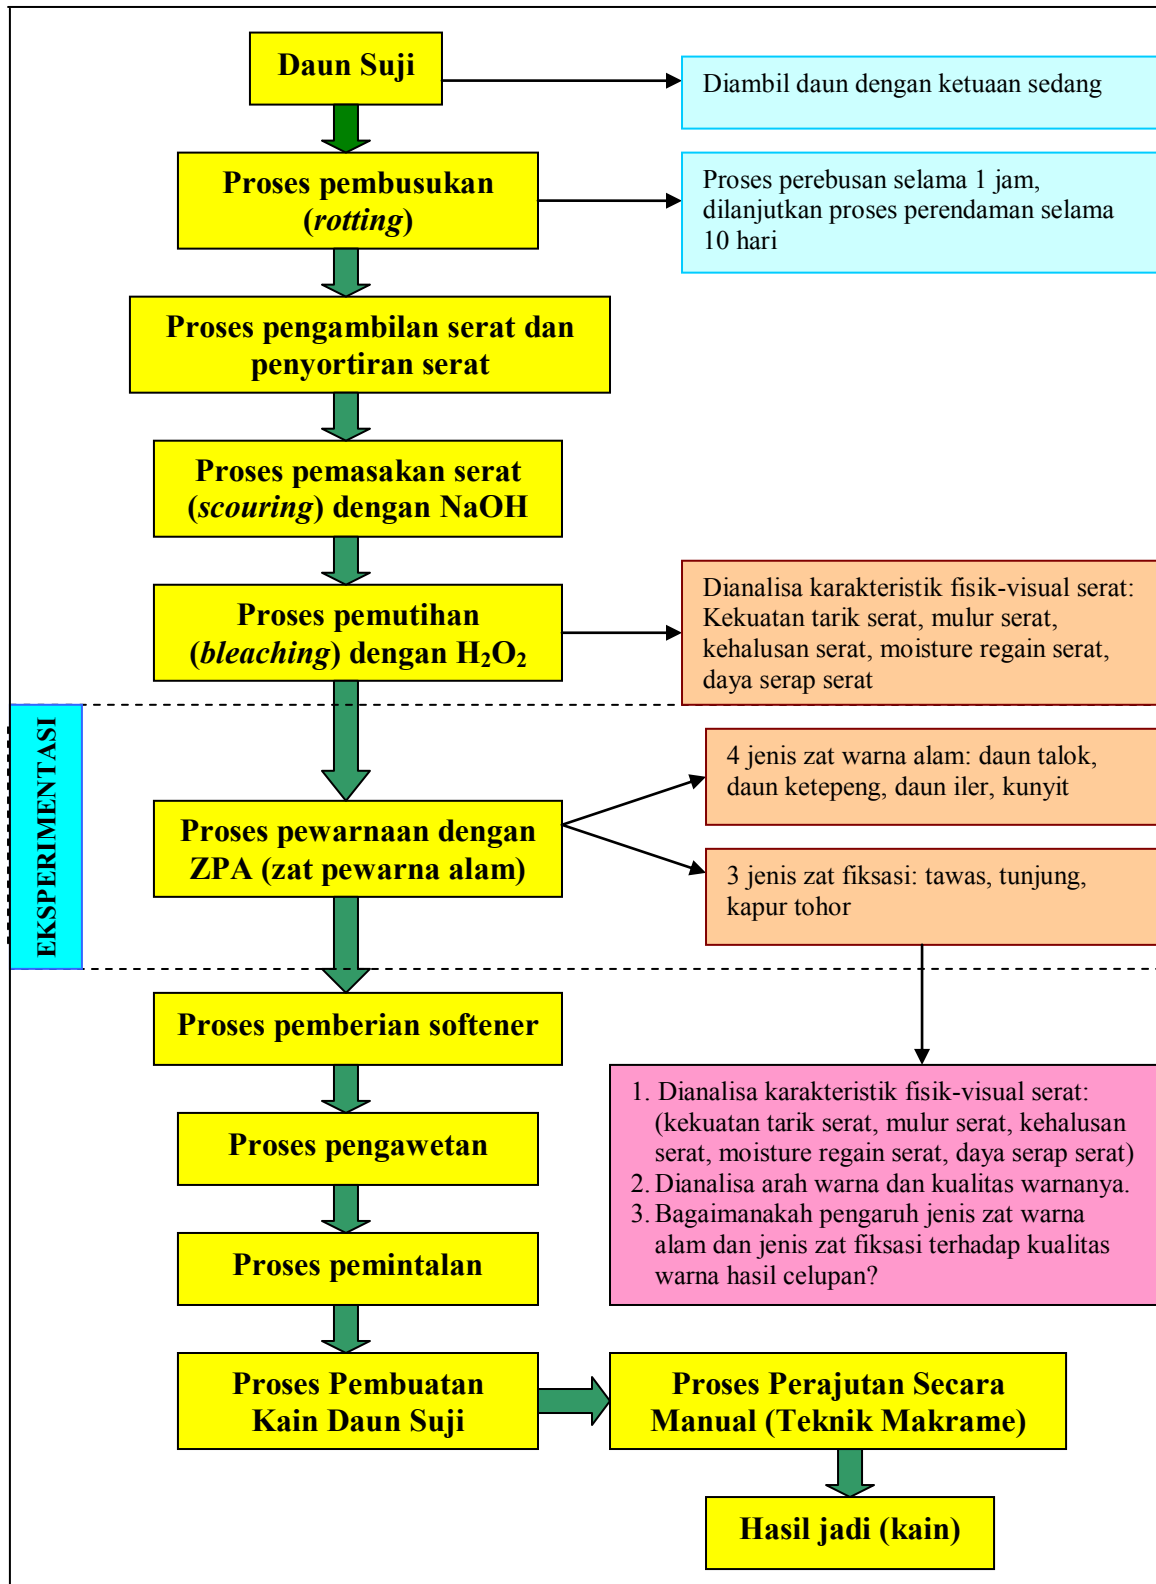 Daun Suji
Diambil daun dengan ketuaan sedang
Proses pembusukan
(rotting)
Proses perebusan selama 1 jam,
dilanjutkan proses perendaman selama
10 hari
Proses pengambilan serat dan
penyortiran serat
Proses pemasakan serat
(scouring) dengan NaOH
Proses pemutihan
(bleaching) dengan H₂O₂
Dianalisa karakteristik fisik-visual serat:
Kekuatan tarik serat, mulur serat,
kehalusan serat, moisture regain serat,
daya serap serat
EKSPERIMENTASI
Proses pewarnaan dengan
ZPA (zat pewarna alam)
4 jenis zat warna alam: daun talok,
daun ketepeng, daun iler, kunyit
3 jenis zat fiksasi: tawas, tunjung,
kapur tohor
Proses pemberian softener
1. Dianalisa karakteristik fisik-visual serat:
(kekuatan tarik serat, mulur serat, kehalusan
serat, moisture regain serat, daya serap serat)
2. Dianalisa arah warna dan kualitas warnanya.
3. Bagaimanakah pengaruh jenis zat warna
alam dan jenis zat fiksasi terhadap kualitas
warna hasil celupan?
Proses pengawetan
Proses pemintalan
Proses Pembuatan
Kain Daun Suji
Proses Perajutan Secara
Manual (Teknik Makrame)
Hasil jadi (kain)